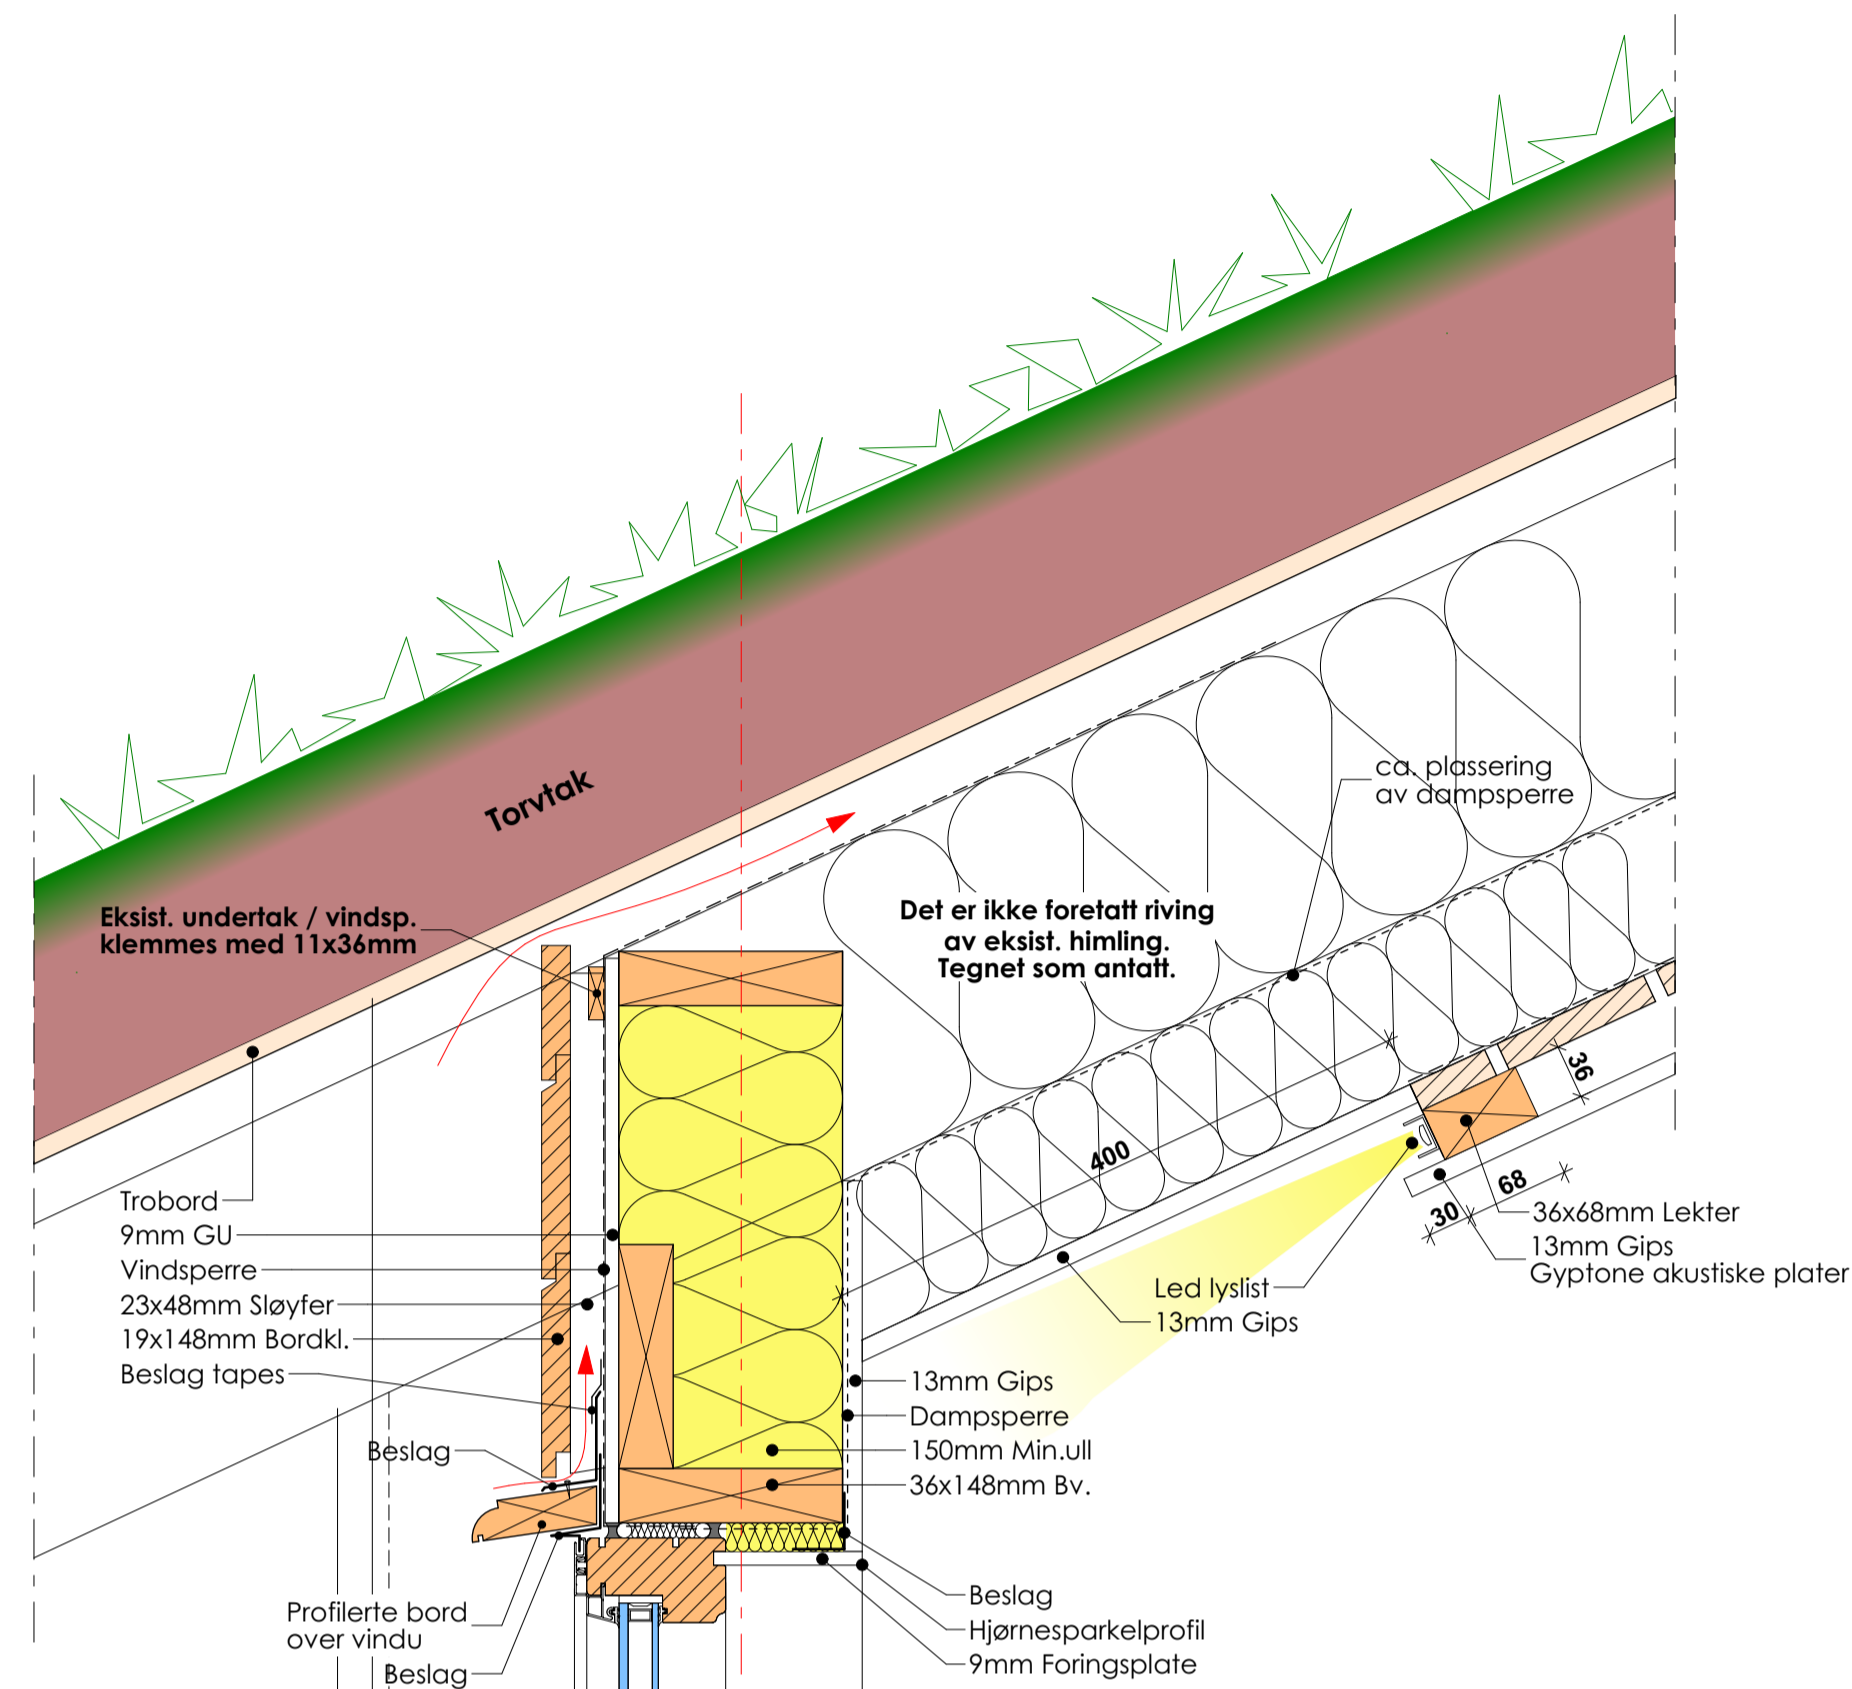 Torvtak
ca. plassering
av dampsperre
Eksist. undertak / vindsp.
klemmes med 11x36mm
Det er ikke foretatt riving
av eksist. himling.
Tegnet som antatt.
36
400
68
30
Trobord
9mm GU
Vindsperre
23x48mm Sløyfer
19x148mm Bordkl.
Beslag tapes
Beslag
36x68mm Lekter
13mm Gips
Gyptone akustiske plater
Led lyslist
13mm Gips
13mm Gips
Dampsperre
150mm Min.ull
36x148mm Bv.
Profilerte bord
over vindu
Beslag
Beslag
Hjørnesparkelprofil
9mm Foringsplate